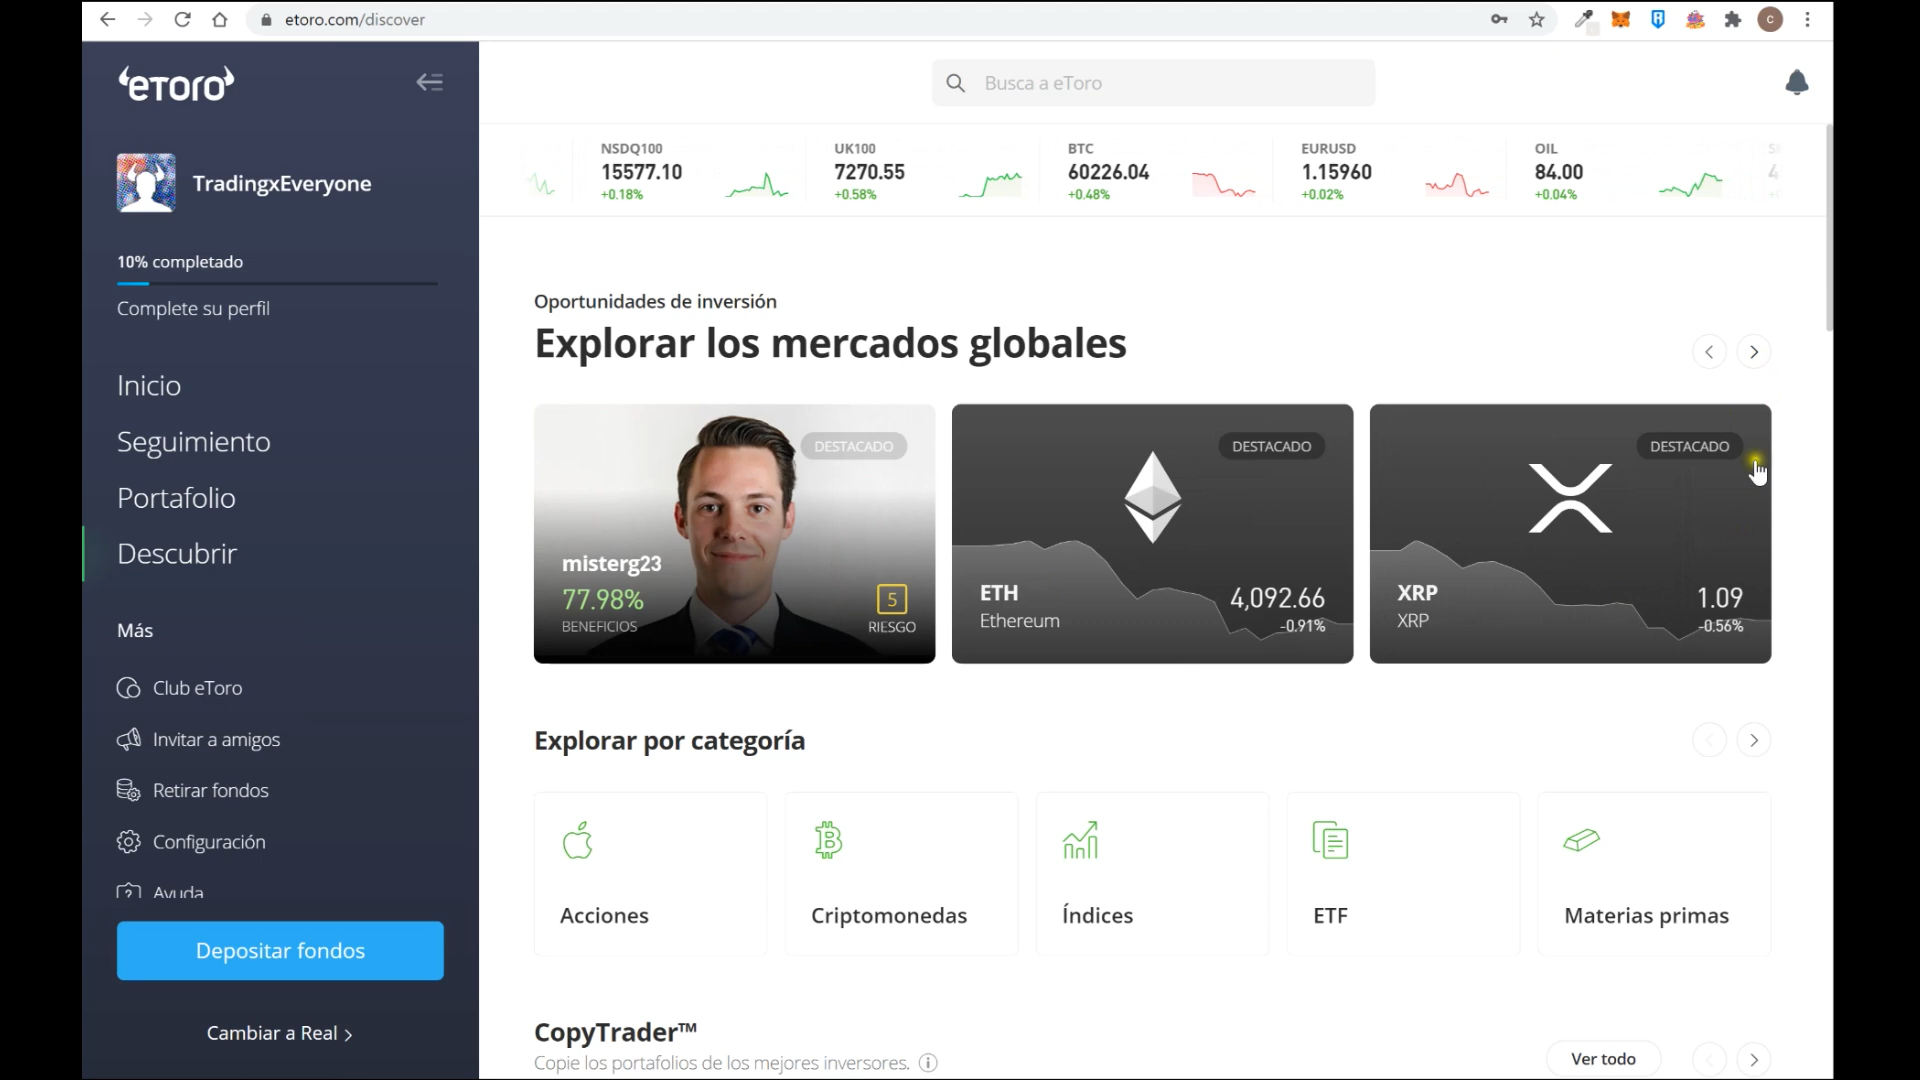 etoro.com/discover
C
eToro
Busca a eToro
TradingxEveryone
10% completado
Complete su perfil
Inicio
Seguimiento
Portafolio
Descubrir
Más
Club eToro
Invitar a amigos
Retirar fondos
Configuración
Ayuda
Depositar fondos
Cambiar a Real >
NSDQ100
15577.10
+0.18%
UK100
7270.55
+0.58%
BTC
60226.04
+0.48%
EURUSD
1.15960
+0.02%
OIL
84.00
+0.04%
Oportunidades de inversión
Explorar los mercados globales
DESTACADO
misterg23
77.98%
BENEFICIOS
5
RIESGO
DESTACADO
ETH
Ethereum
4,092.66
-0.91%
DESTACADO
XRP
XRP
1.09
-0.56%
Explorar por categoría
Acciones
Criptomonedas
Índices
ETF
Materias primas
CopyTrader™
Copie los portafolios de los mejores inversores.
Ver todo